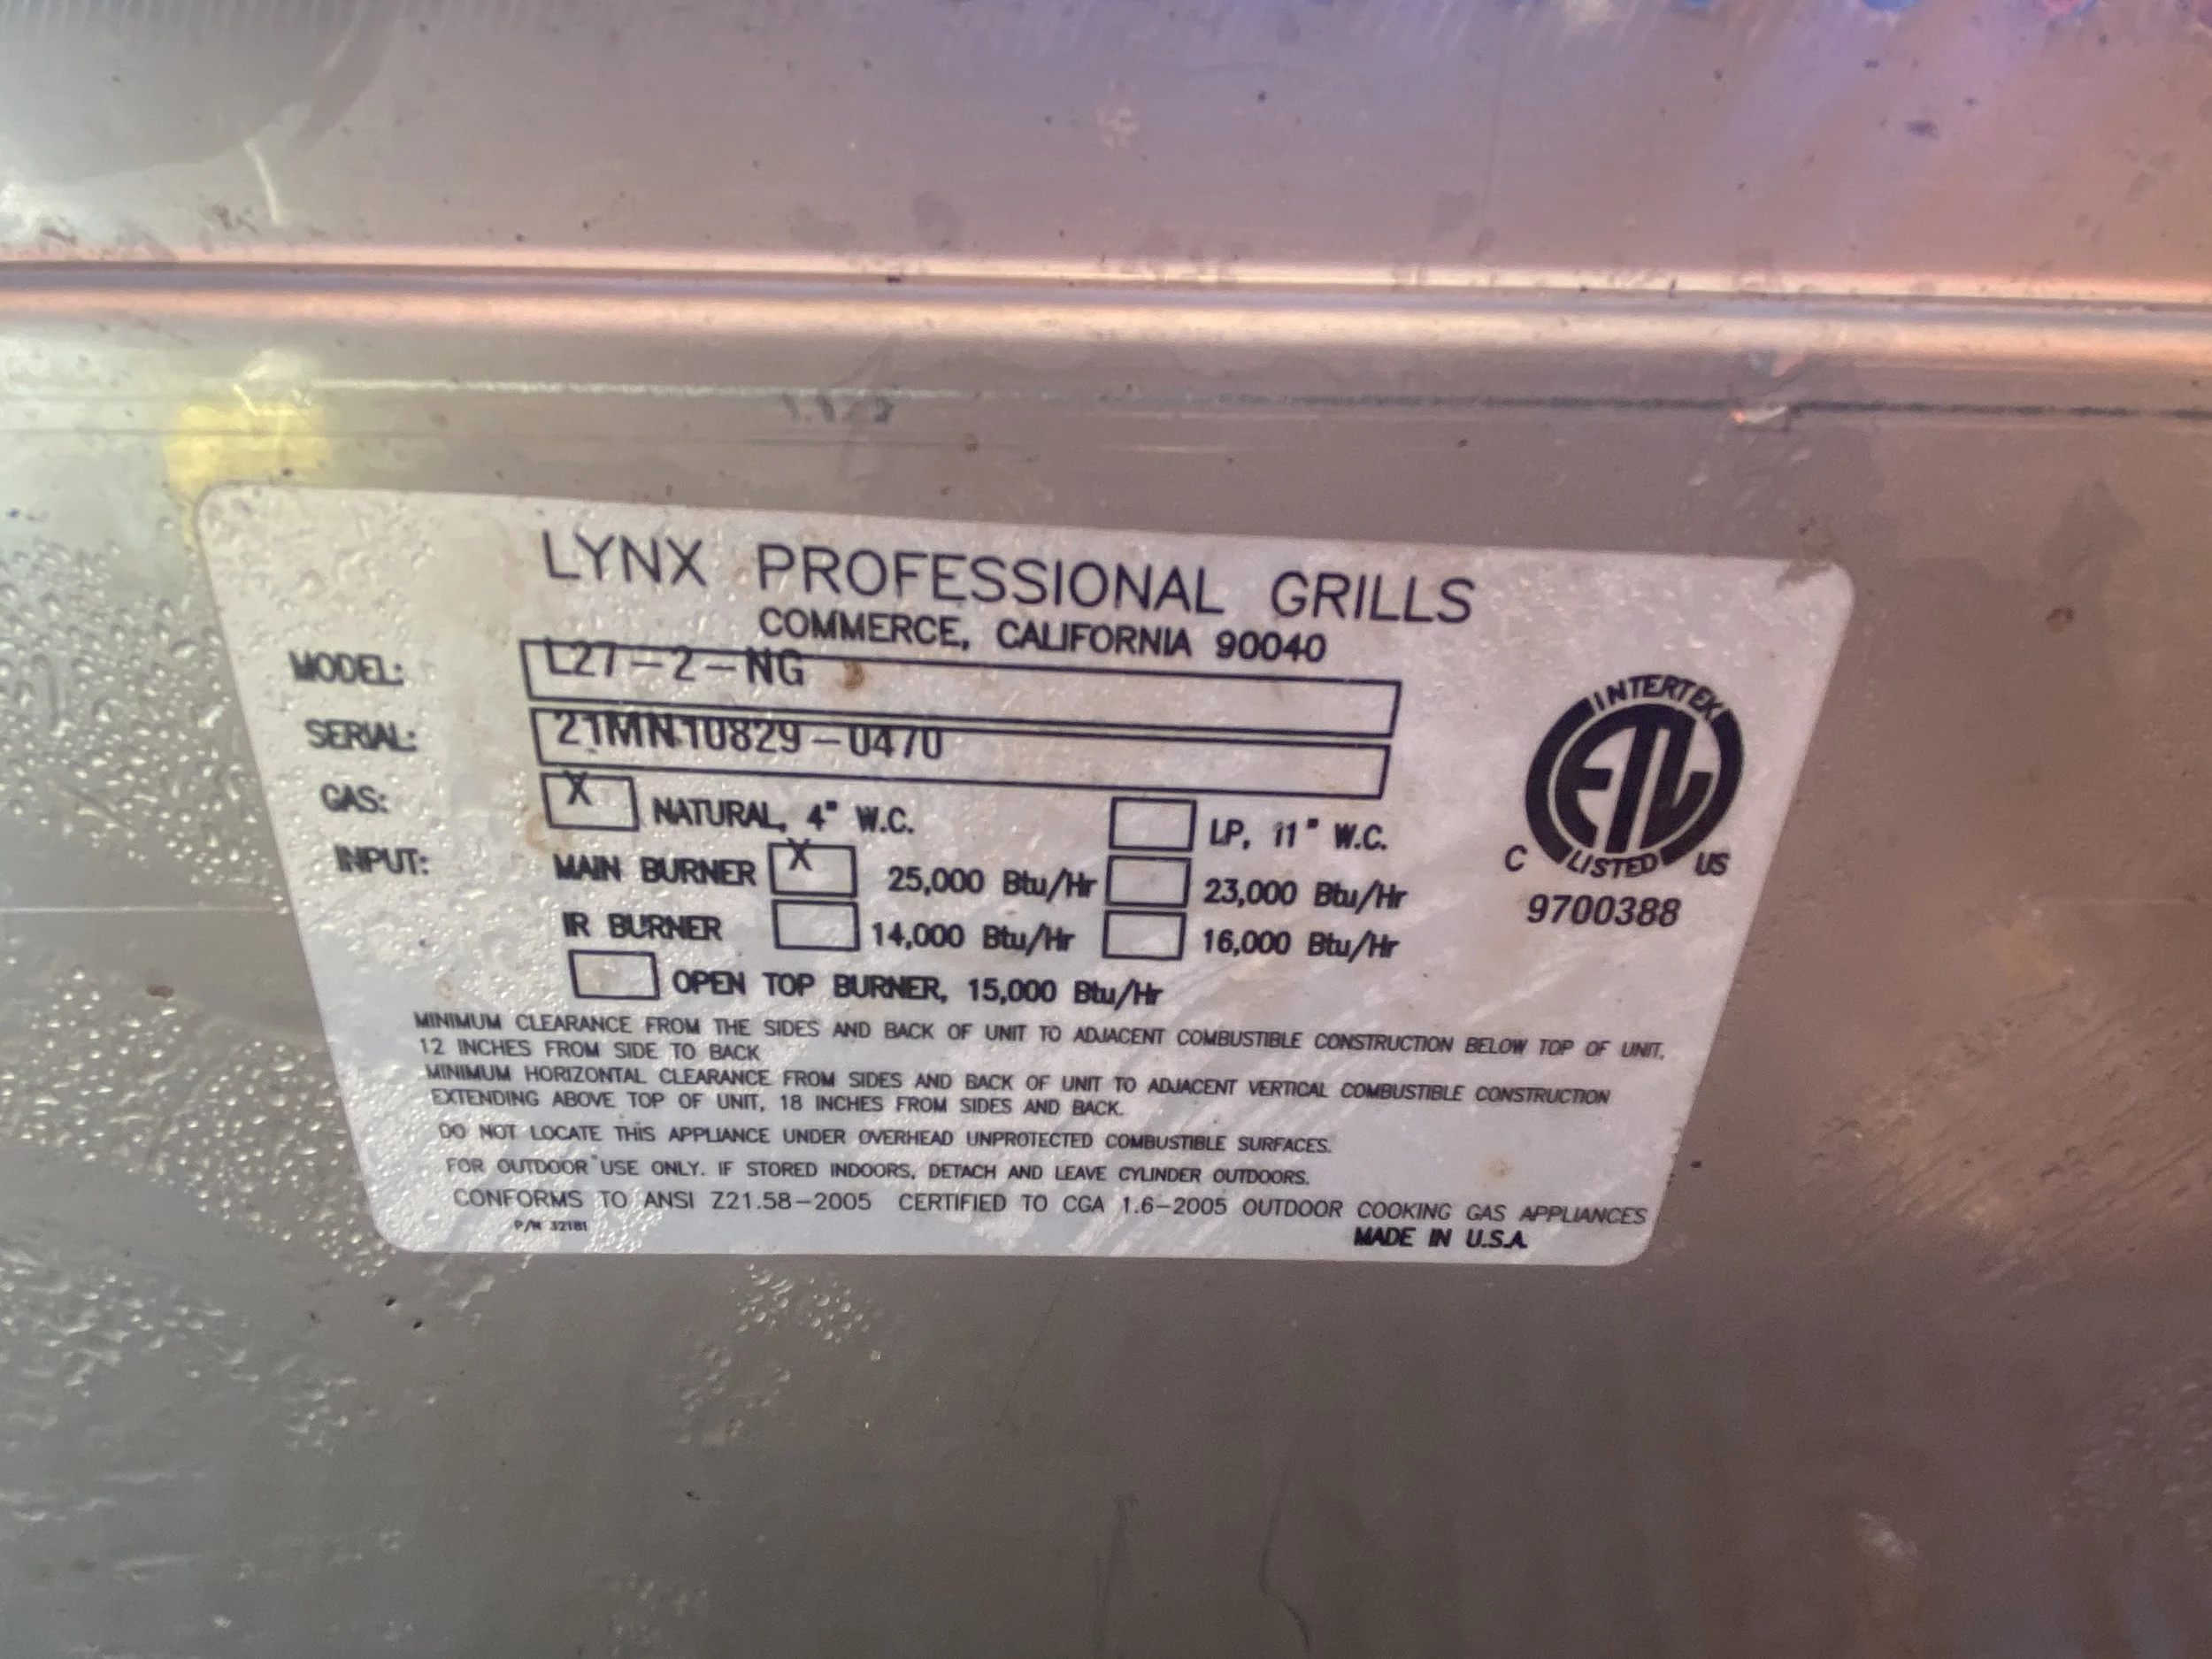 LYNX PROFESSIONAL GRILLS
COMMERCE, CALIFORNIA 90040
MODEL: L27-2-NG
SERIAL: 21MN10829-0470
GAS: X NATURAL, 4" W.C. LP, 11" W.C.
INPUT: MAIN BURNER X 25,000 Btu/Hr 23,000 Btu/Hr
IR BURNER 14,000 Btu/Hr 16,000 Btu/Hr
OPEN TOP BURNER, 15,000 Btu/Hr
INTERTEK
ETL
C LISTED US
9700388
MINIMUM CLEARANCE FROM THE SIDES AND BACK OF UNIT TO ADJACENT COMBUSTIBLE CONSTRUCTION BELOW TOP OF UNIT,
12 INCHES FROM SIDE TO BACK
MINIMUM HORIZONTAL CLEARANCE FROM SIDES AND BACK OF UNIT TO ADJACENT VERTICAL COMBUSTIBLE CONSTRUCTION
EXTENDING ABOVE TOP OF UNIT, 18 INCHES FROM SIDES AND BACK.
DO NOT LOCATE THIS APPLIANCE UNDER OVERHEAD UNPROTECTED COMBUSTIBLE SURFACES.
FOR OUTDOOR USE ONLY. IF STORED INDOORS, DETACH AND LEAVE CYLINDER OUTDOORS.
CONFORMS TO ANSI Z21.58-2005 CERTIFIED TO CGA 1.6-2005 OUTDOOR COOKING GAS APPLIANCES
P/N 32181 MADE IN U.S.A.